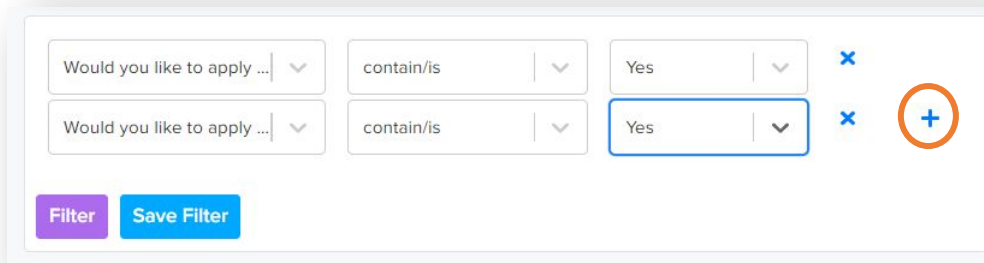 Would you like to apply ... contain/is Yes
Would you like to apply ... contain/is Yes
Filter Save Filter